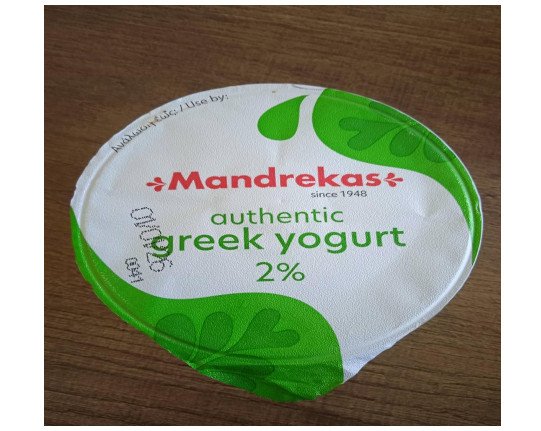 Ανάλωση έως: / Use by:
Mandrekas
since 1948
authentic
greek yogurt
2%